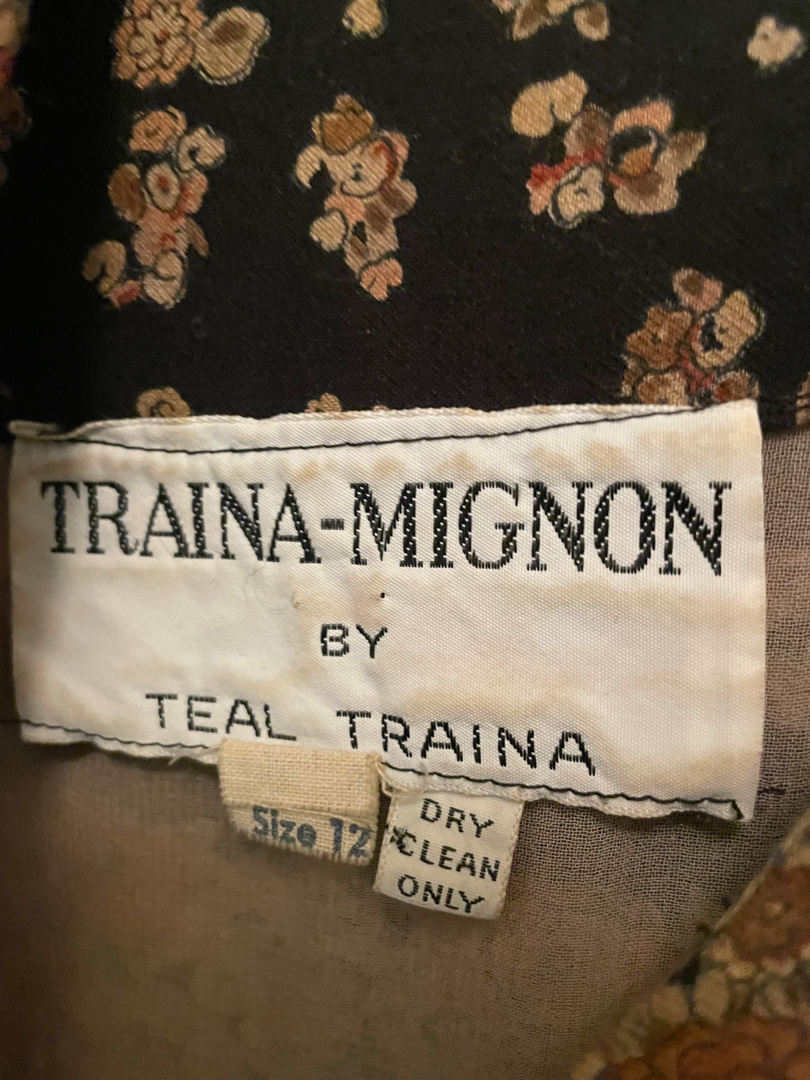 TRAINA-MIGNON
BY
TEAL TRAINA
Size 12
DRY
CLEAN
ONLY